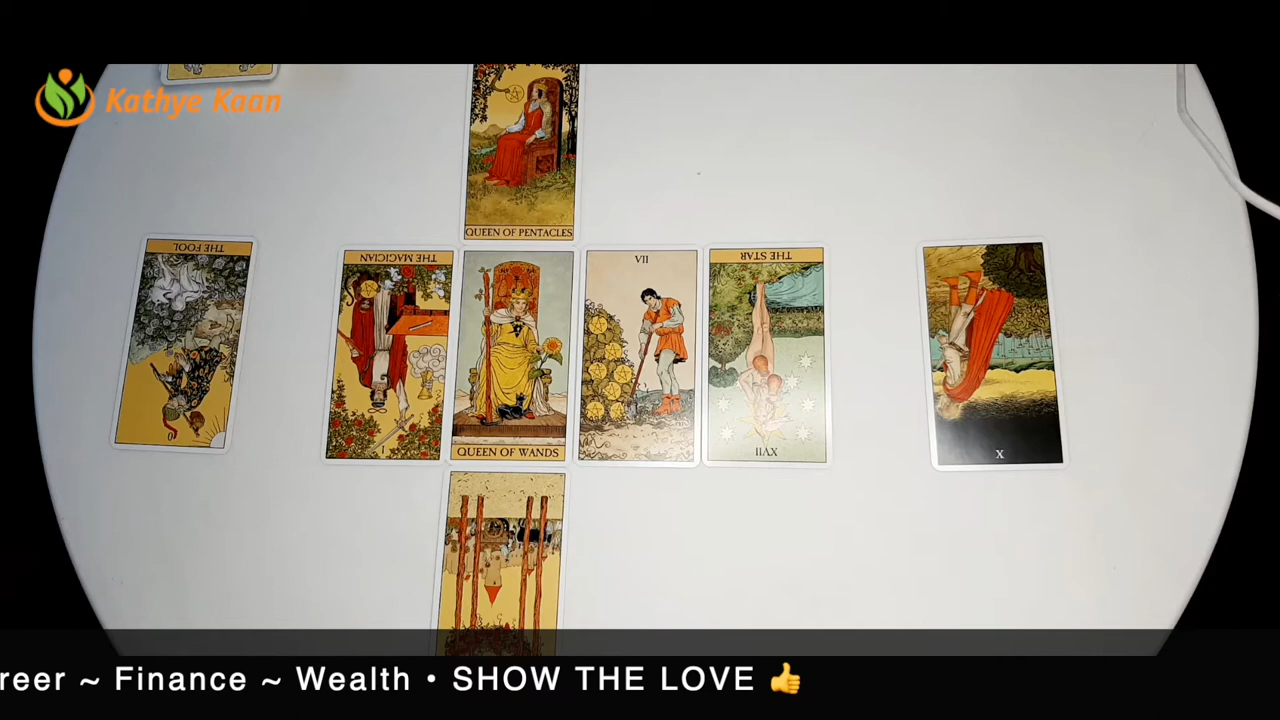 Kathye Kaan
QUEEN OF PENTACLES
THE FOOL
THE MAGICIAN
VII
THE STAR
0
I
QUEEN OF WANDS
XVII
X
reer ~ Finance ~ Wealth • SHOW THE LOVE 👍